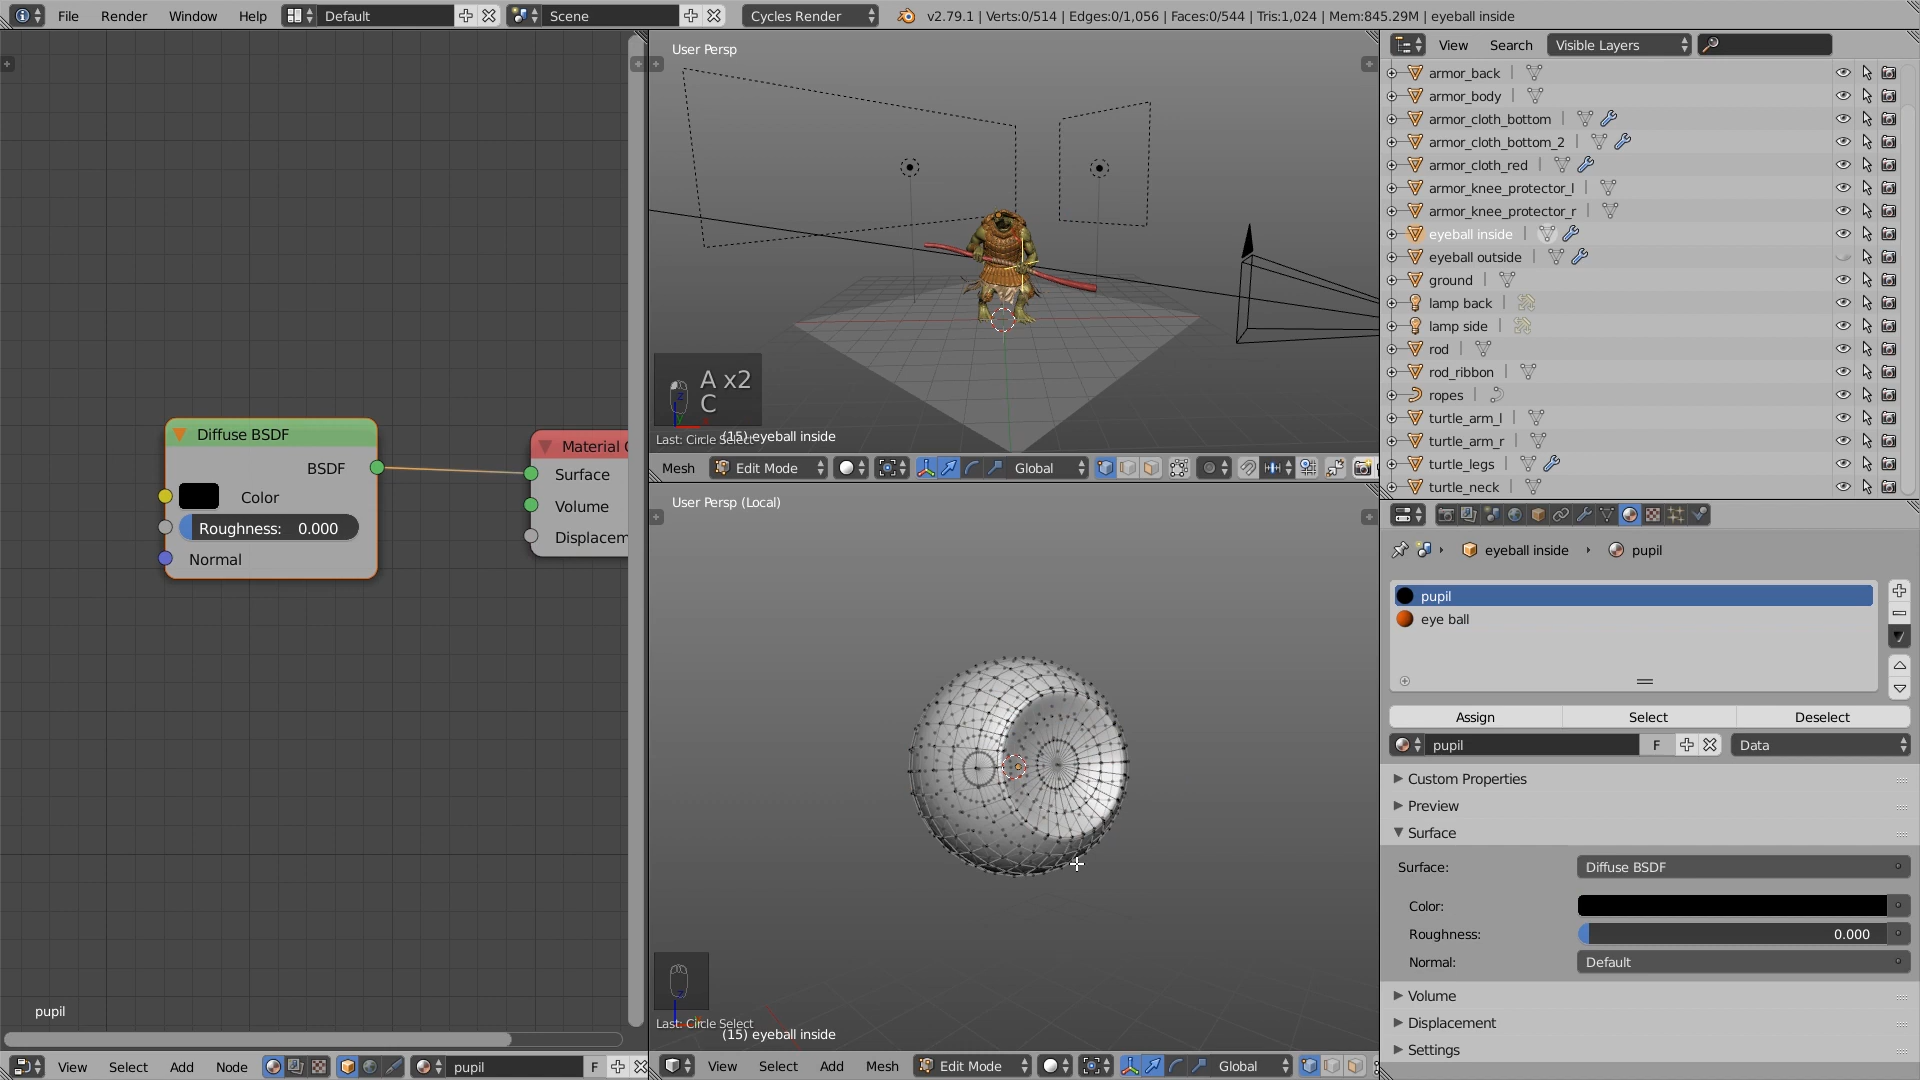 File Render Window Help Default Scene Cycles Render v2.79.1 | Verts:0/514 | Edges:0/1,056 | Faces:0/544 | Tris:1,024 | Mem:845.29M | eyeball inside
Diffuse BSDF
BSDF
Color
Roughness: 0.000
Normal
Material
Surface
Volume
Displacem
pupil
View Select Add Node pupil F
User Persp
A x2
C
Last: Circle Select
(15) eyeball inside
Mesh Edit Mode Global
User Persp (Local)
Last: Circle Select
(15) eyeball inside
View Select Add Mesh Edit Mode Global
View Search Visible Layers
armor_back
armor_body
armor_cloth_bottom
armor_cloth_bottom_2
armor_cloth_red
armor_knee_protector_l
armor_knee_protector_r
eyeball inside
eyeball outside
ground
lamp back
lamp side
rod
rod_ribbon
ropes
turtle_arm_l
turtle_arm_r
turtle_legs
turtle_neck
eyeball inside pupil
pupil
eye ball
Assign Select Deselect
pupil F Data
Custom Properties
Preview
Surface
Surface: Diffuse BSDF
Color:
Roughness: 0.000
Normal: Default
Volume
Displacement
Settings